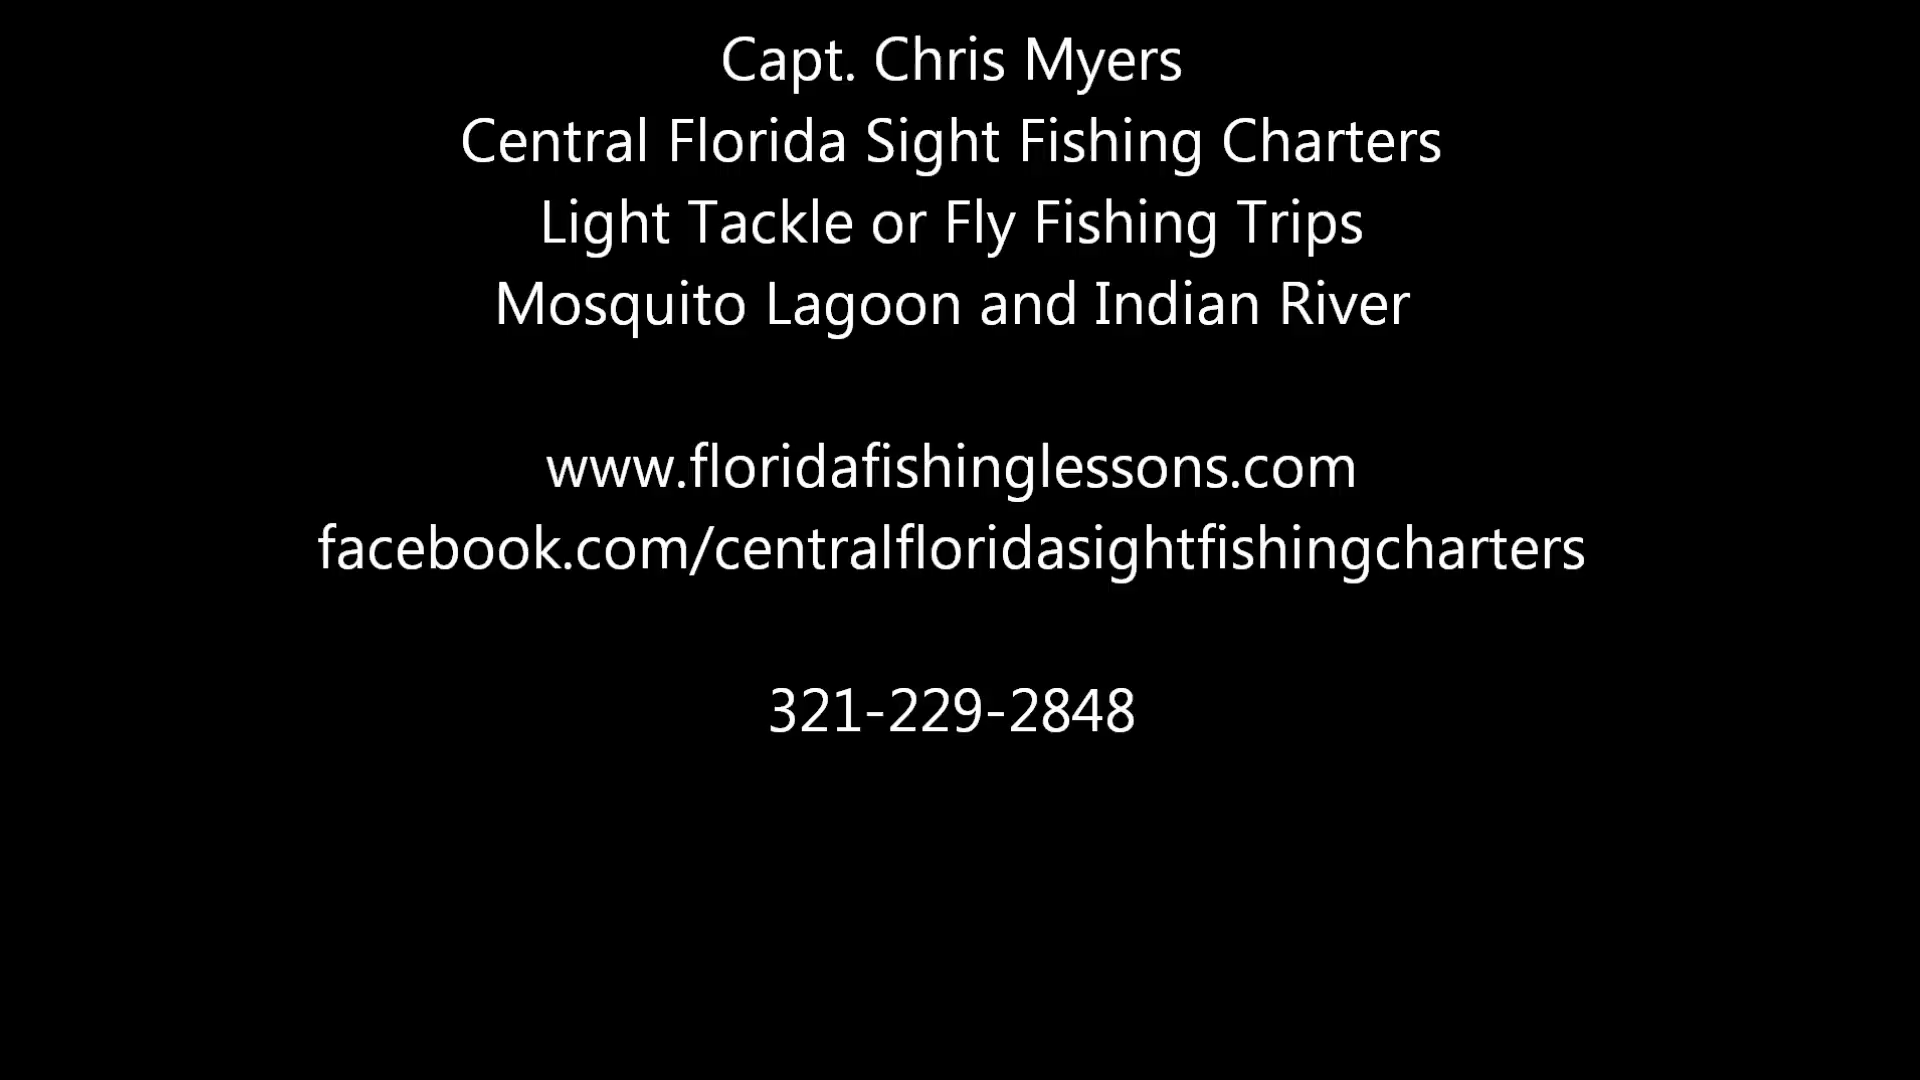 Capt. Chris Myers
Central Florida Sight Fishing Charters
Light Tackle or Fly Fishing Trips
Mosquito Lagoon and Indian River
www.floridafishinglessons.com
facebook.com/centralfloridasightfishingcharters
321-229-2848